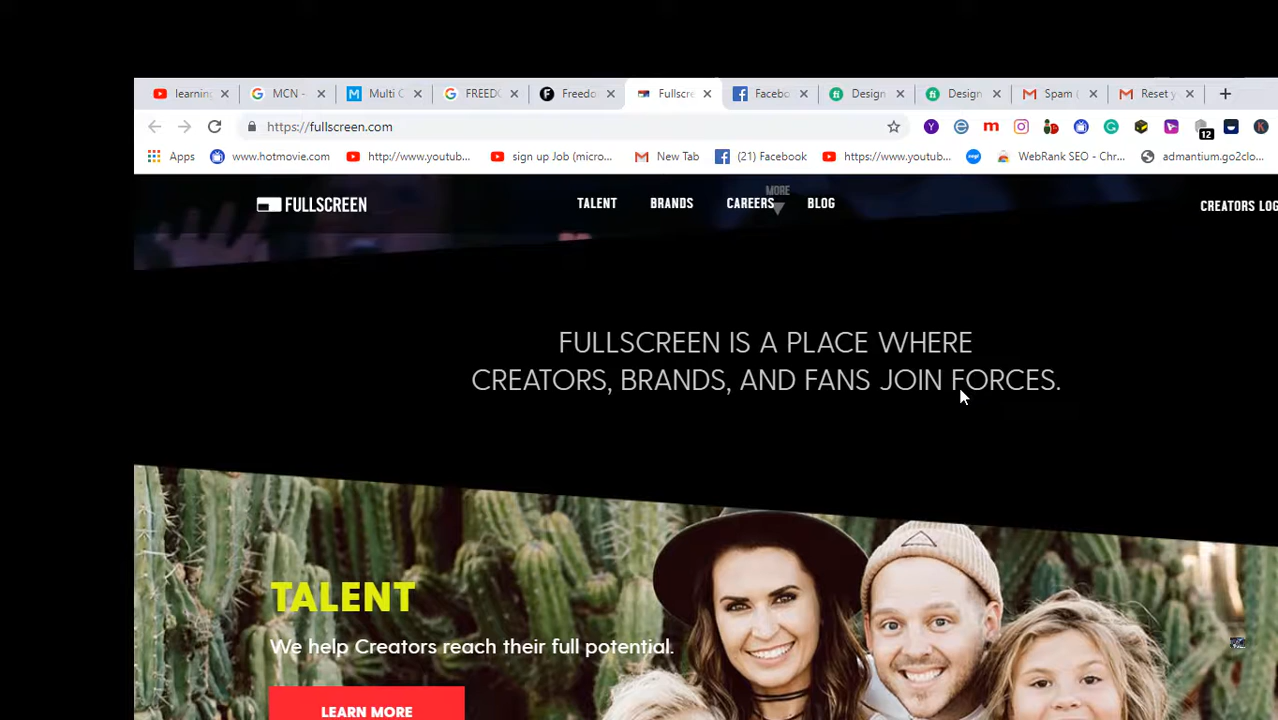 learning
MCN -
Multi C
FREED
Freedo
Fullscre
Faceb
Design
Design
Spam (
Reset y
https://fullscreen.com
12
Apps
www.hotmovie.com
http://www.youtub...
sign up Job (micro...
New Tab
(21) Facebook
https://www.youtub...
WebRank SEO - Chr...
admantium.go2clo...
FULLSCREEN
TALENT
BRANDS
CAREERS
MORE
BLOG
CREATORS LOG
FULLSCREEN IS A PLACE WHERE
CREATORS, BRANDS, AND FANS JOIN FORCES.
TALENT
We help Creators reach their full potential.
LEARN MORE